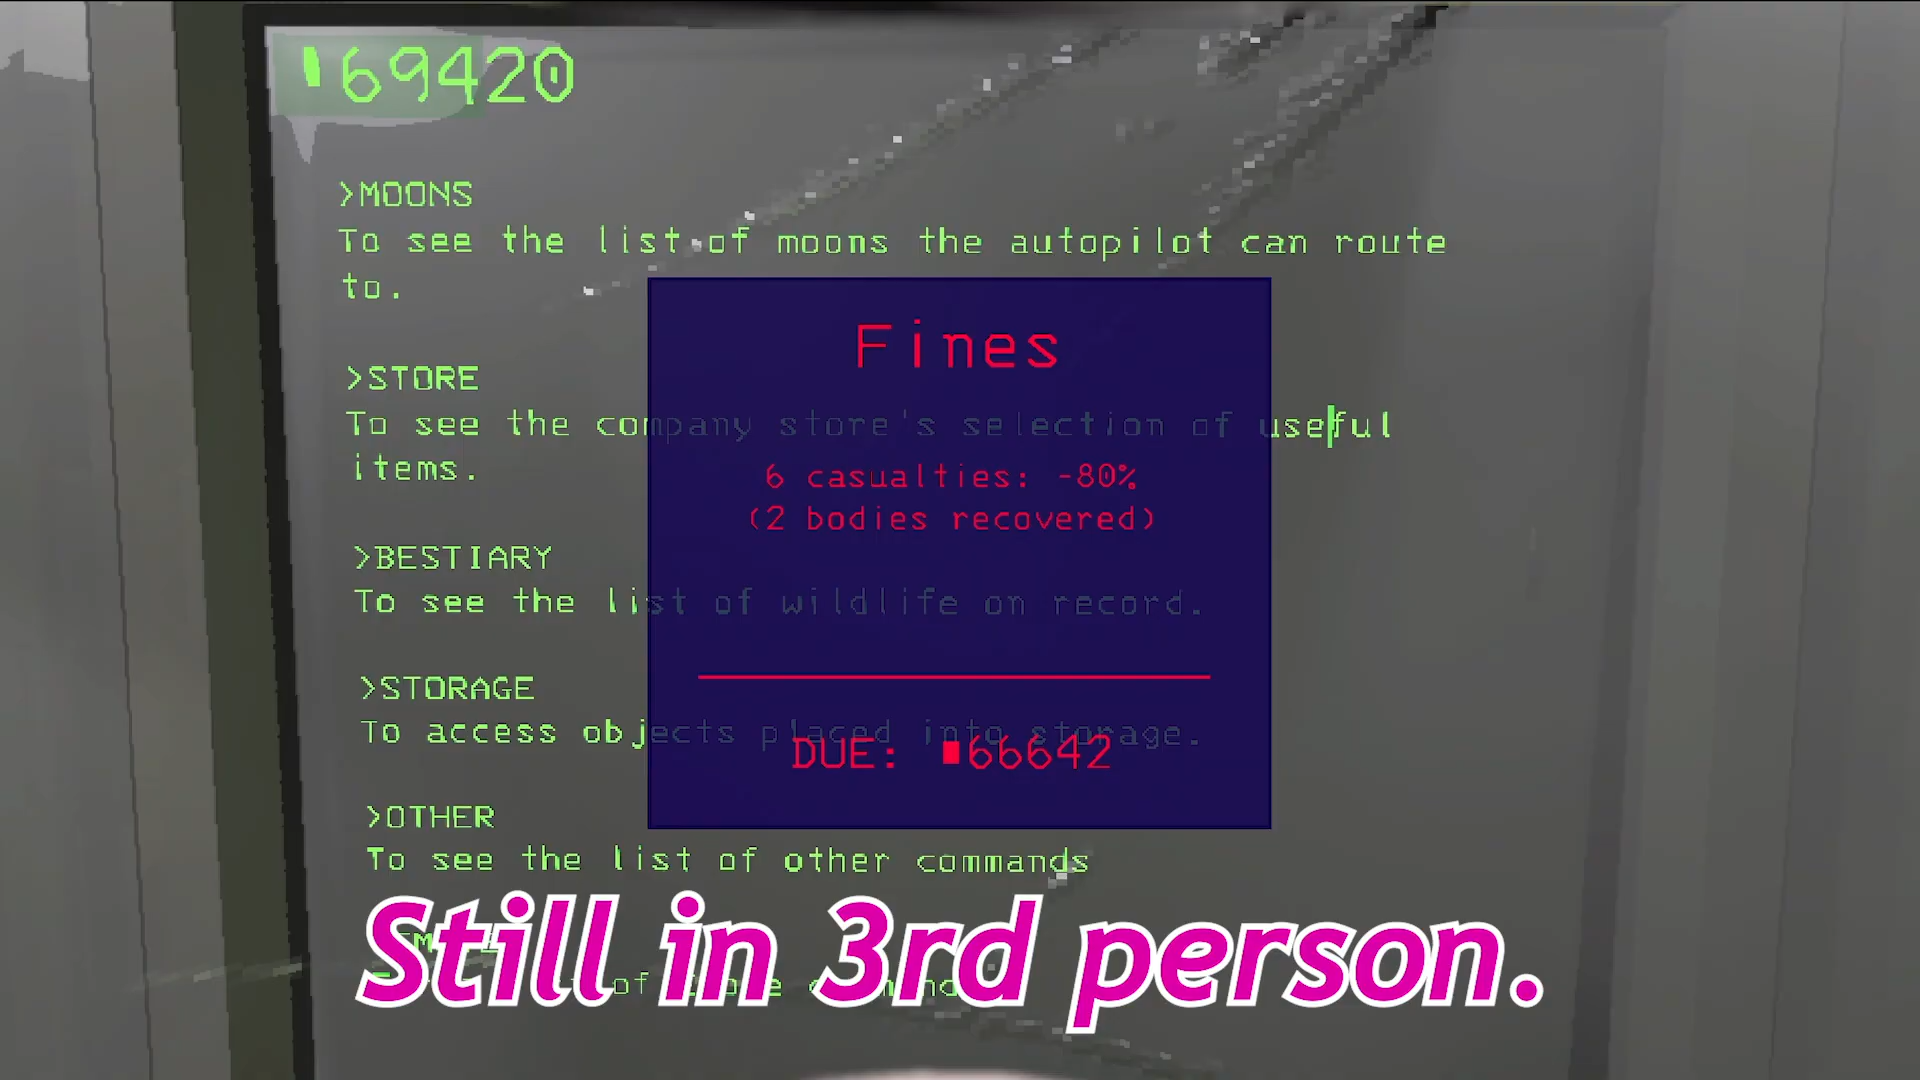 69420
>MOONS
To see the list of moons the autopilot can route
to.
>STORE
To see the company store's selection of useful
items.
>BESTIARY
To see the list of wildlife on record.
>STORAGE
To access objects placed into storage.
>OTHER
To see the list of other commands
Fines
6 casualties: -80%
(2 bodies recovered)
DUE: ▮66642
Still in 3rd person.